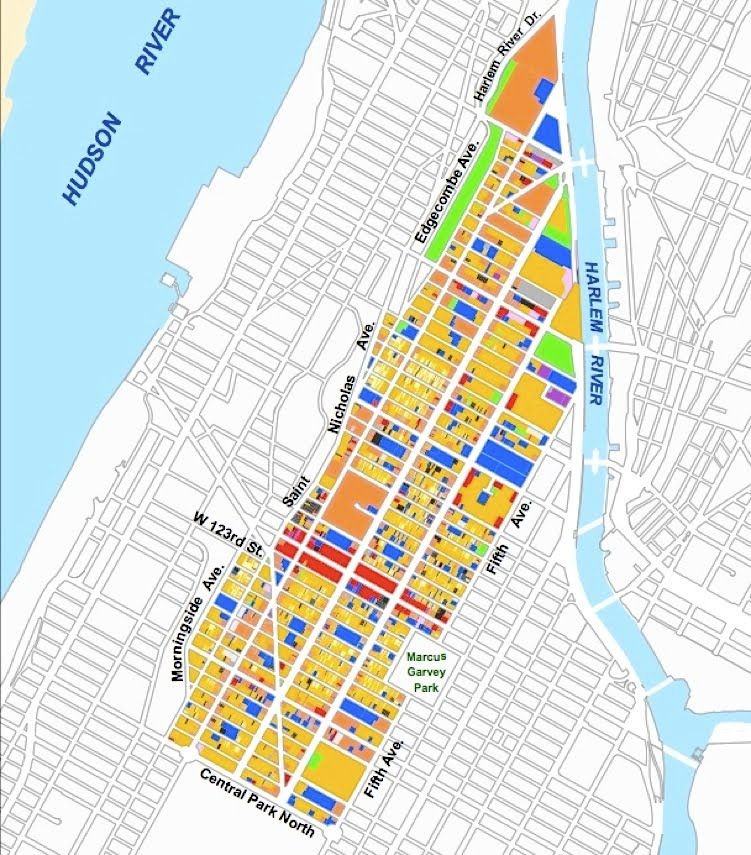 HUDSON RIVER
Harlem River Dr.
Edgecombe Ave.
HARLEM RIVER
Saint Nicholas Ave.
W 123rd St.
Fifth Ave.
Morningside Ave.
Marcus
Garvey
Park
Fifth Ave.
Central Park North